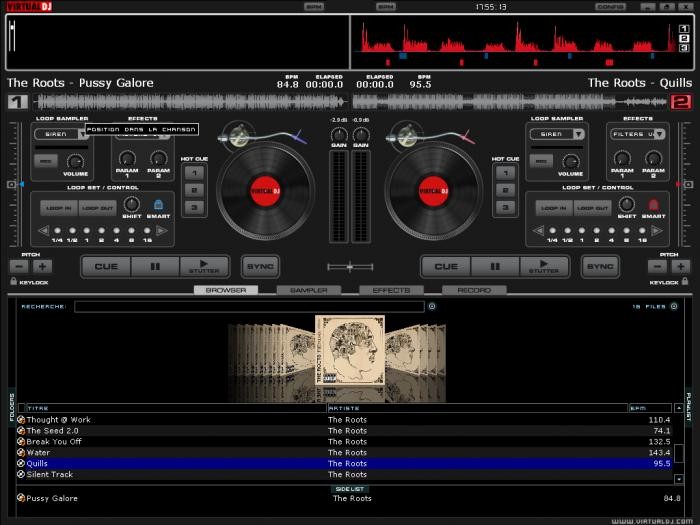 VIRTUAL DJ BPM BPM 17:55:13 CONFIG
1
2
3
The Roots - Pussy Galore BPM 84.8 ELAPSED 00:00.0 ELAPSED 00:00.0 BPM 95.5 The Roots - Quills
1 2
LOOP SAMPLER EFFECTS
SIREN
POSITION DANS LA CHANSON
REC VOLUME PARAM 1 PARAM 2
LOOP SET / CONTROL
LOOP IN LOOP OUT SHIFT SMART
1/4 1/2 1 2 4 8 16
HOT CUE
1
2
3
VIRTUAL DJ
-2.9 dB -0.9 dB
GAIN GAIN
VIRTUAL DJ
HOT CUE
1
2
3
LOOP SAMPLER EFFECTS
SIREN
REC VOLUME PARAM 1 PARAM 2
LOOP SET / CONTROL
LOOP IN LOOP OUT SHIFT SMART
1/4 1/2 1 2 4 8 16
PITCH PITCH
CUE STUTTER SYNC CUE STUTTER SYNC
KEYLOCK KEYLOCK
BROWSER SAMPLER EFFECTS RECORD
RECHERCHE: 16 FILES
FOLDERS
PLAYLIST
THE ROOTS
TITRE ARTISTE BPM
Thought @ Work The Roots 110.4
The Seed 2.0 The Roots 74.1
Break You Off The Roots 132.5
Water The Roots 143.4
Quills The Roots 95.5
Silent Track The Roots
SIDE LIST
Pussy Galore The Roots 84.8
WWW.VIRTUALDJ.COM